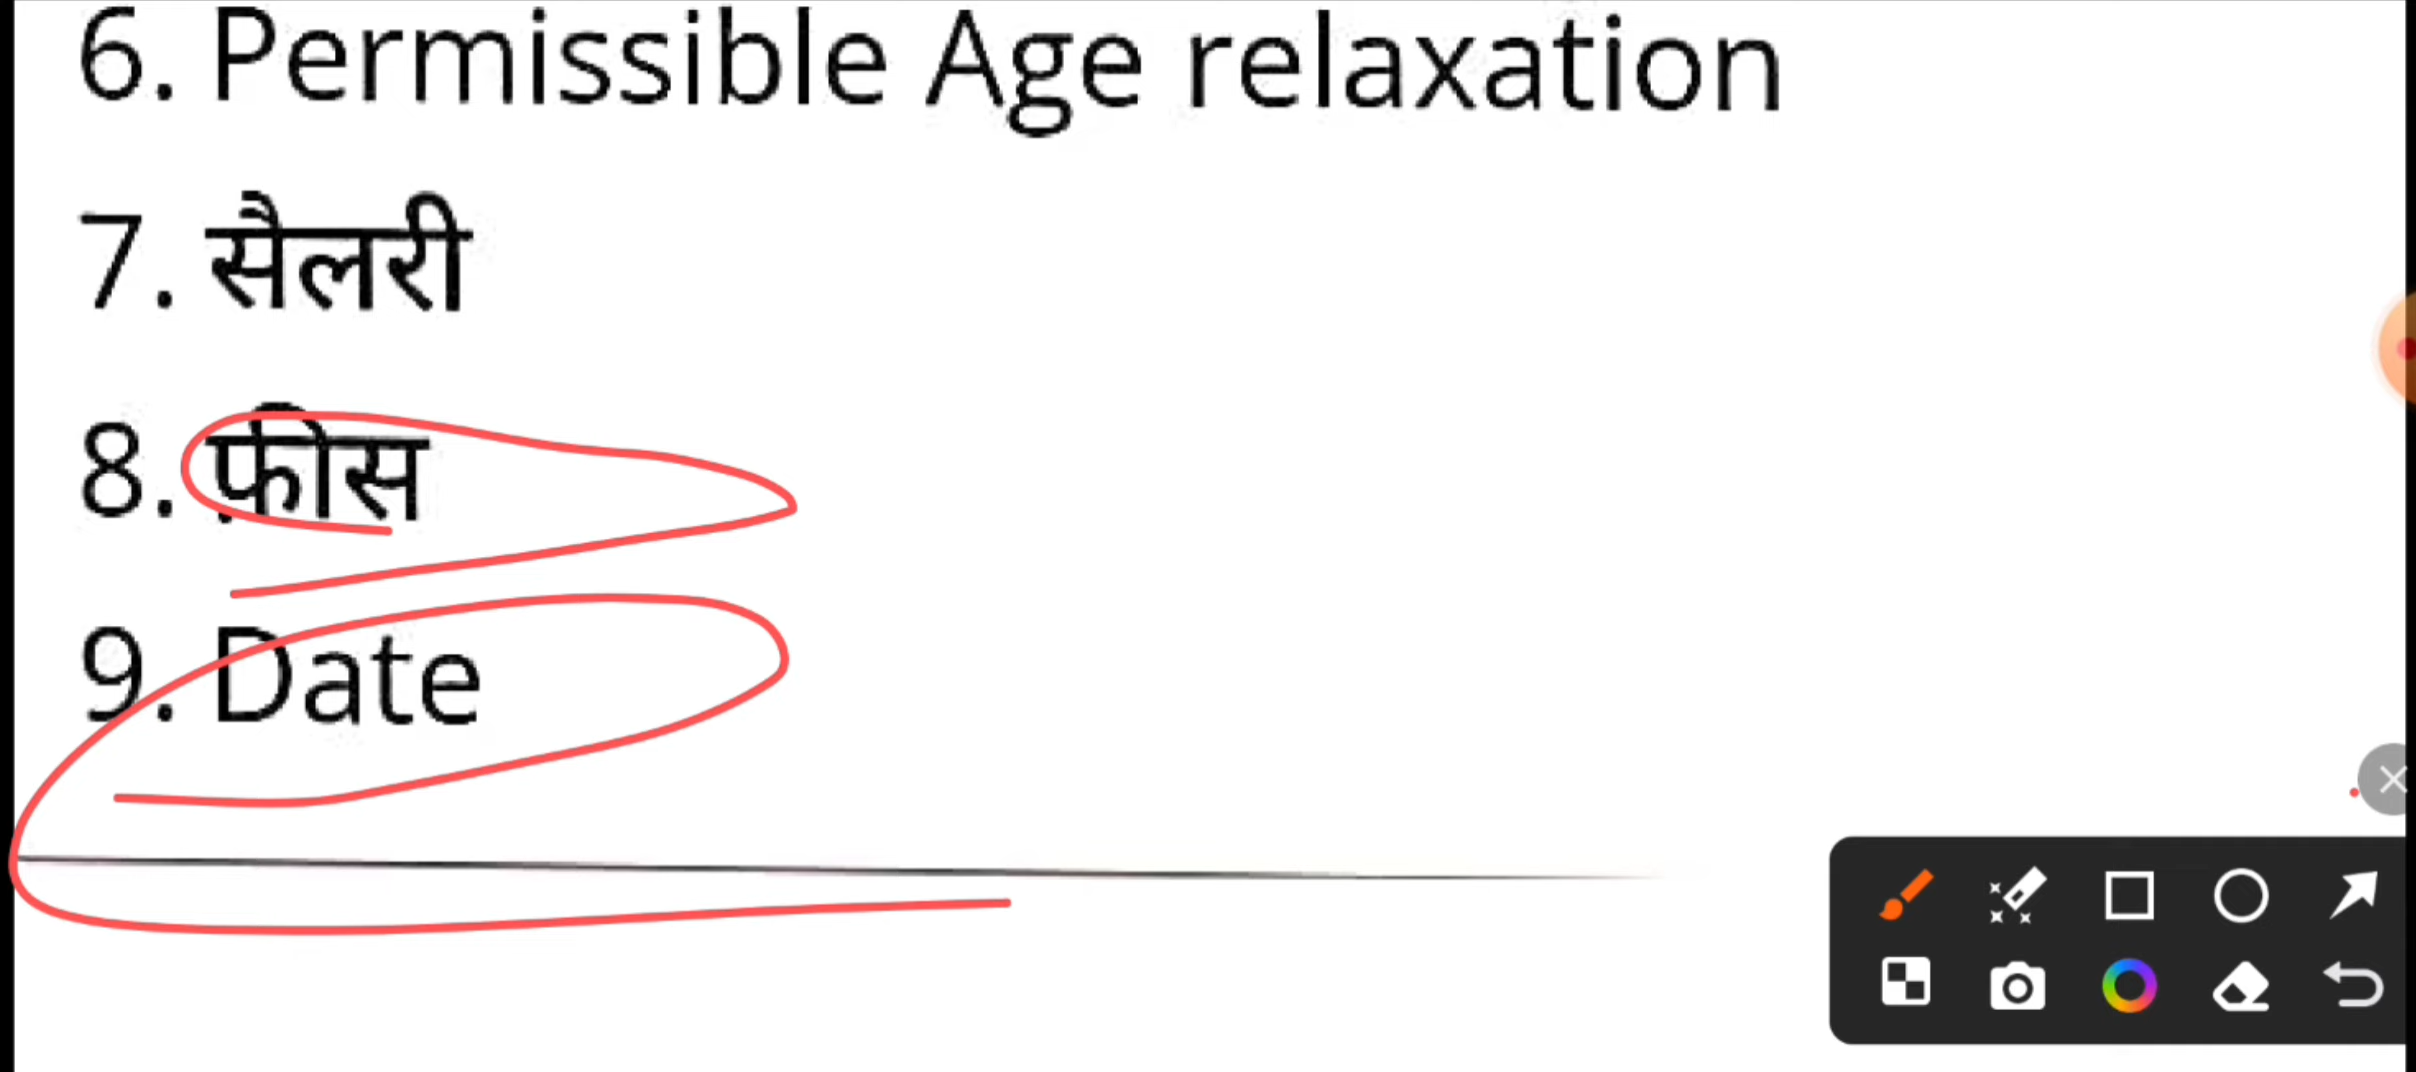 6. Permissible Age relaxation
7. सैलरी
8. फ़ीस
9. Date